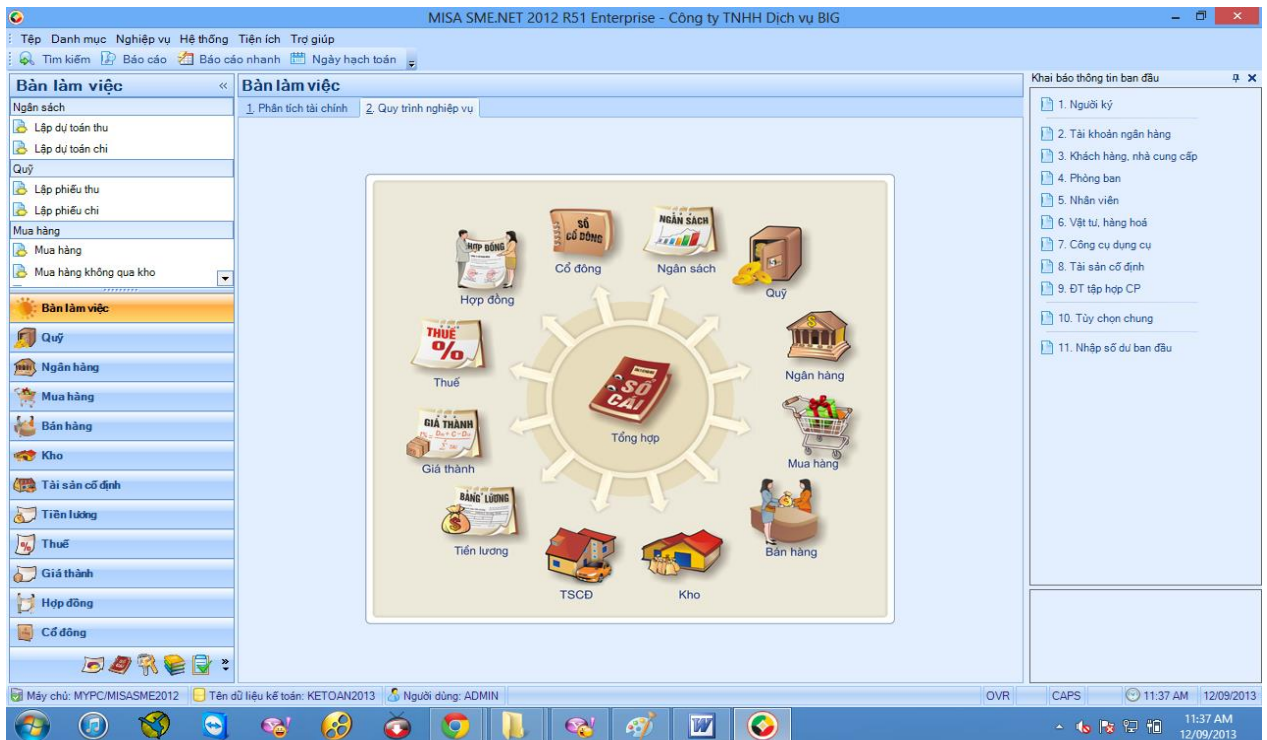 MISA SME.NET 2012 R51 Enterprise - Công ty TNHH Dịch vụ BIG
Tệp Danh mục Nghiệp vụ Hệ thống Tiện ích Trợ giúp
Tìm kiếm Báo cáo Báo cáo nhanh Ngày hạch toán
Bàn làm việc «
Ngân sách
Lập dự toán thu
Lập dự toán chi
Quỹ
Lập phiếu thu
Lập phiếu chi
Mua hàng
Mua hàng
Mua hàng không qua kho
Bàn làm việc
Quỹ
Ngân hàng
Mua hàng
Bán hàng
Kho
Tài sản cố định
Tiền lương
Thuế
Giá thành
Hợp đồng
Cổ đông
Bàn làm việc
1. Phân tích tài chính 2. Quy trình nghiệp vụ
HỢP ĐỒNG
Hợp đồng
SỔ CỔ ĐÔNG
Cổ đông
NGÂN SÁCH
Ngân sách
Quỹ
THUẾ
%
Thuế
Ngân hàng
SỔ CÁI
Tổng hợp
GIÁ THÀNH
Giá thành
Mua hàng
BẢNG LƯƠNG
Tiền lương
Bán hàng
TSCĐ
Kho
Khai báo thông tin ban đầu
1. Người ký
2. Tài khoản ngân hàng
3. Khách hàng, nhà cung cấp
4. Phòng ban
5. Nhân viên
6. Vật tư, hàng hoá
7. Công cụ dụng cụ
8. Tài sản cố định
9. ĐT tập hợp CP
10. Tùy chọn chung
11. Nhập số dư ban đầu
Máy chủ: MYPC/MISASME2012 Tên dữ liệu kế toán: KETOAN2013 Người dùng: ADMIN OVR CAPS 11:37 AM 12/09/2013
11:37 AM
12/09/2013